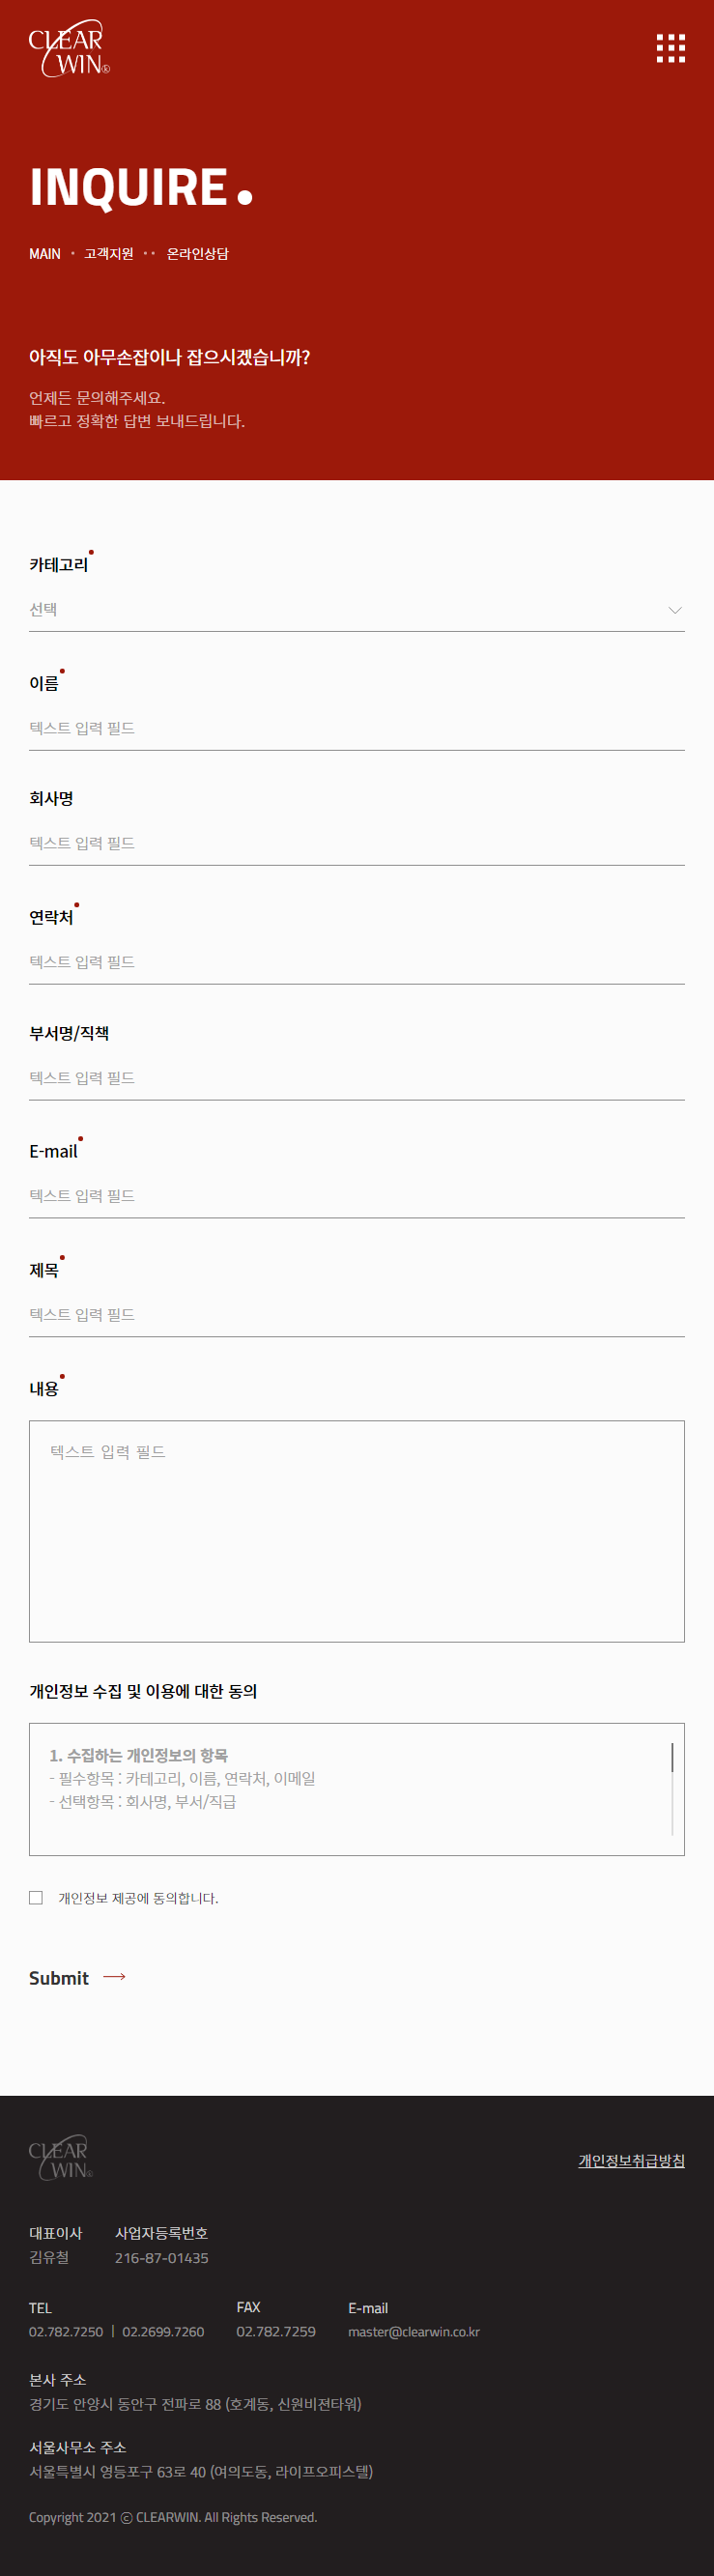 CLEAR
WIN®
INQUIRE.
MAIN • 고객지원 • • 온라인상담
아직도 아무손잡이나 잡으시겠습니까?
언제든 문의해주세요.
빠르고 정확한 답변 보내드립니다.
카테고리
선택
이름
텍스트 입력 필드
회사명
텍스트 입력 필드
연락처
텍스트 입력 필드
부서명/직책
텍스트 입력 필드
E-mail
텍스트 입력 필드
제목
텍스트 입력 필드
내용
텍스트 입력 필드
개인정보 수집 및 이용에 대한 동의
1. 수집하는 개인정보의 항목
- 필수항목 : 카테고리, 이름, 연락처, 이메일
- 선택항목 : 회사명, 부서/직급
개인정보 제공에 동의합니다.
Submit
CLEAR
WIN®
개인정보취급방침
대표이사 사업자등록번호
김유철 216-87-01435
TEL FAX E-mail
02.782.7250 | 02.2699.7260 02.782.7259 master@clearwin.co.kr
본사 주소
경기도 안양시 동안구 전파로 88 (호계동, 신원비젼타워)
서울사무소 주소
서울특별시 영등포구 63로 40 (여의도동, 라이프오피스텔)
Copyright 2021 ⓒ CLEARWIN. All Rights Reserved.